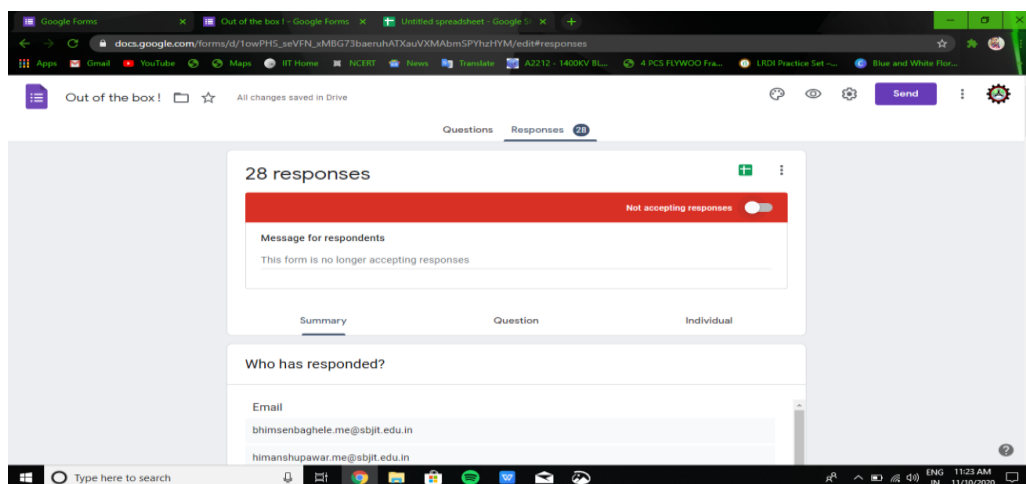 Google Forms
Out of the box ! - Google Forms
Untitled spreadsheet - Google Sh
docs.google.com/forms/d/1owPHS_seVFN_xMBG73baeruhATXauVXMAbmSPYhzHYM/edit#responses
Apps Gmail YouTube Maps IIT Home NCERT News Translate A2212 - 1400KV BL... 4 PCS FLYWOO Fra... LRDI Practice Set -... Blue and White Flor...
Out of the box ! All changes saved in Drive Send
Questions Responses 28
28 responses
Not accepting responses
Message for respondents
This form is no longer accepting responses
Summary Question Individual
Who has responded?
Email
bhimsenbaghele.me@sbjit.edu.in
himanshupawar.me@sbjit.edu.in
Type here to search
ENG 11:23 AM
IN 11/10/2020